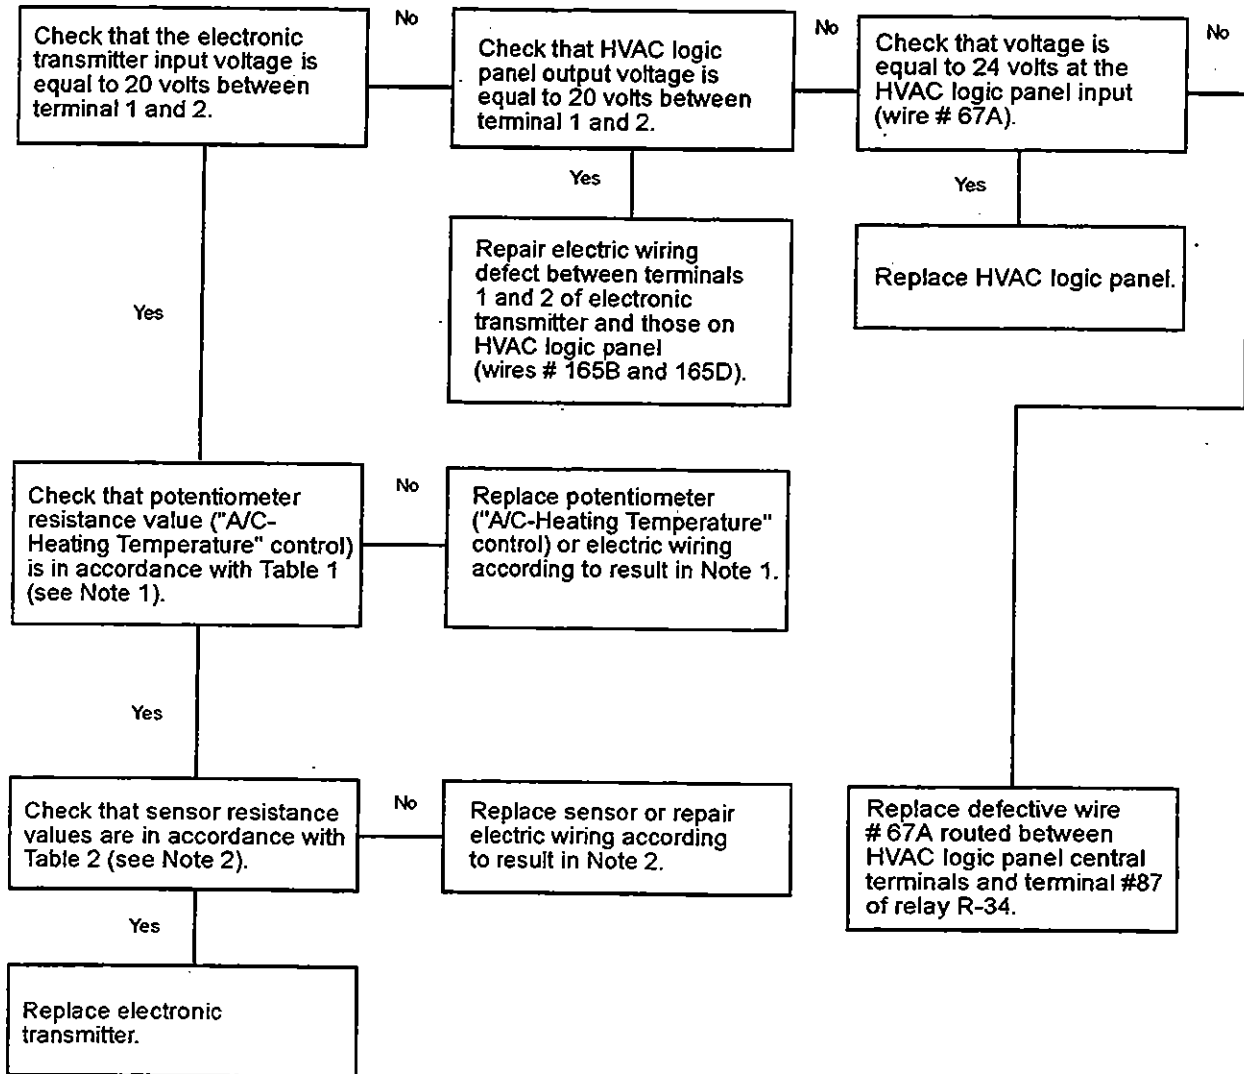 Check that the electronic
transmitter input voltage is
equal to 20 volts between
terminal 1 and 2.
No
Check that HVAC logic
panel output voltage is
equal to 20 volts between
terminal 1 and 2.
No
Check that voltage is
equal to 24 volts at the
HVAC logic panel input
(wire # 67A).
No
Yes
Yes
Yes
Repair electric wiring
defect between terminals
1 and 2 of electronic
transmitter and those on
HVAC logic panel
(wires # 165B and 165D).
Replace HVAC logic panel.
Check that potentiometer
resistance value ("A/C-
Heating Temperature" control)
is in accordance with Table 1
(see Note 1).
No
Replace potentiometer
("A/C-Heating Temperature"
control) or electric wiring
according to result in Note 1.
Yes
Check that sensor resistance
values are in accordance with
Table 2 (see Note 2).
No
Replace sensor or repair
electric wiring according
to result in Note 2.
Replace defective wire
# 67A routed between
HVAC logic panel central
terminals and terminal #87
of relay R-34.
Yes
Replace electronic
transmitter.